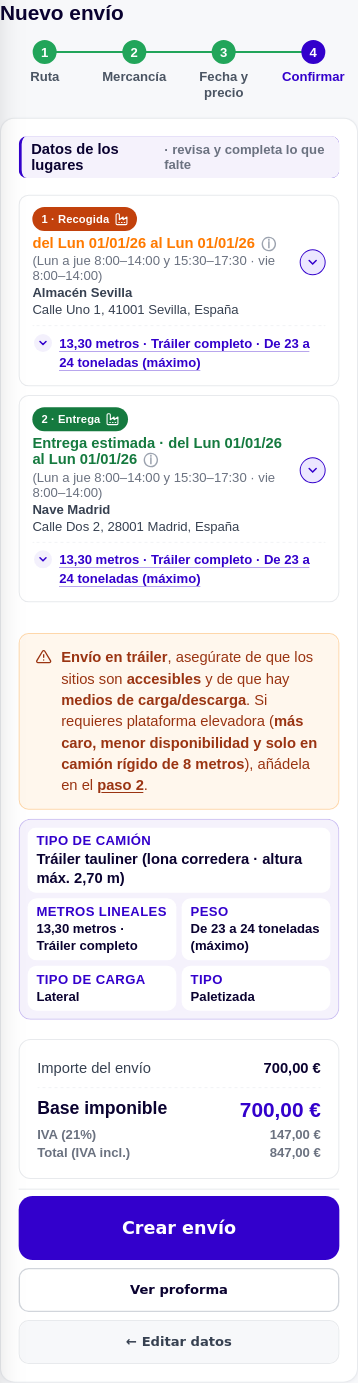 Nuevo envío
1 2 3 4
Ruta Mercancía Fecha y precio Confirmar
Datos de los lugares · revisa y completa lo que falte
1 · Recogida
del Lun 01/01/26 al Lun 01/01/26 ⓘ
(Lun a jue 8:00–14:00 y 15:30–17:30 · vie
8:00–14:00)
Almacén Sevilla
Calle Uno 1, 41001 Sevilla, España
13,30 metros · Tráiler completo · De 23 a
24 toneladas (máximo)
2 · Entrega
Entrega estimada · del Lun 01/01/26
al Lun 01/01/26 ⓘ
(Lun a jue 8:00–14:00 y 15:30–17:30 · vie
8:00–14:00)
Nave Madrid
Calle Dos 2, 28001 Madrid, España
13,30 metros · Tráiler completo · De 23 a
24 toneladas (máximo)
Envío en tráiler, asegúrate de que los
sitios son accesibles y de que hay
medios de carga/descarga. Si
requieres plataforma elevadora (más
caro, menor disponibilidad y solo en
camión rígido de 8 metros), añádela
en el paso 2.
TIPO DE CAMIÓN
Tráiler tauliner (lona corredera · altura
máx. 2,70 m)
METROS LINEALES
13,30 metros ·
Tráiler completo
PESO
De 23 a 24 toneladas
(máximo)
TIPO DE CARGA
Lateral
TIPO
Paletizada
Importe del envío 700,00 €
Base imponible 700,00 €
IVA (21%) 147,00 €
Total (IVA incl.) 847,00 €
Crear envío
Ver proforma
← Editar datos